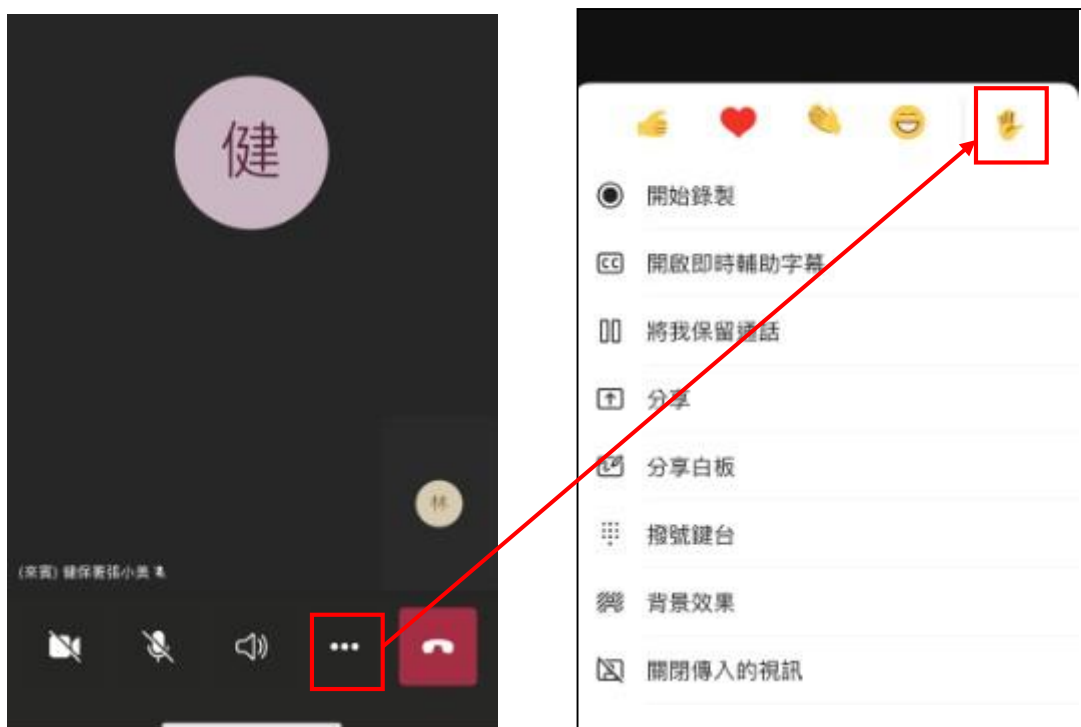 健
林
(來賓) 健保署張小美
開始錄製
CC 開啟即時輔助字幕
將我保留通話
分享
分享白板
撥號鍵台
背景效果
關閉傳入的視訊